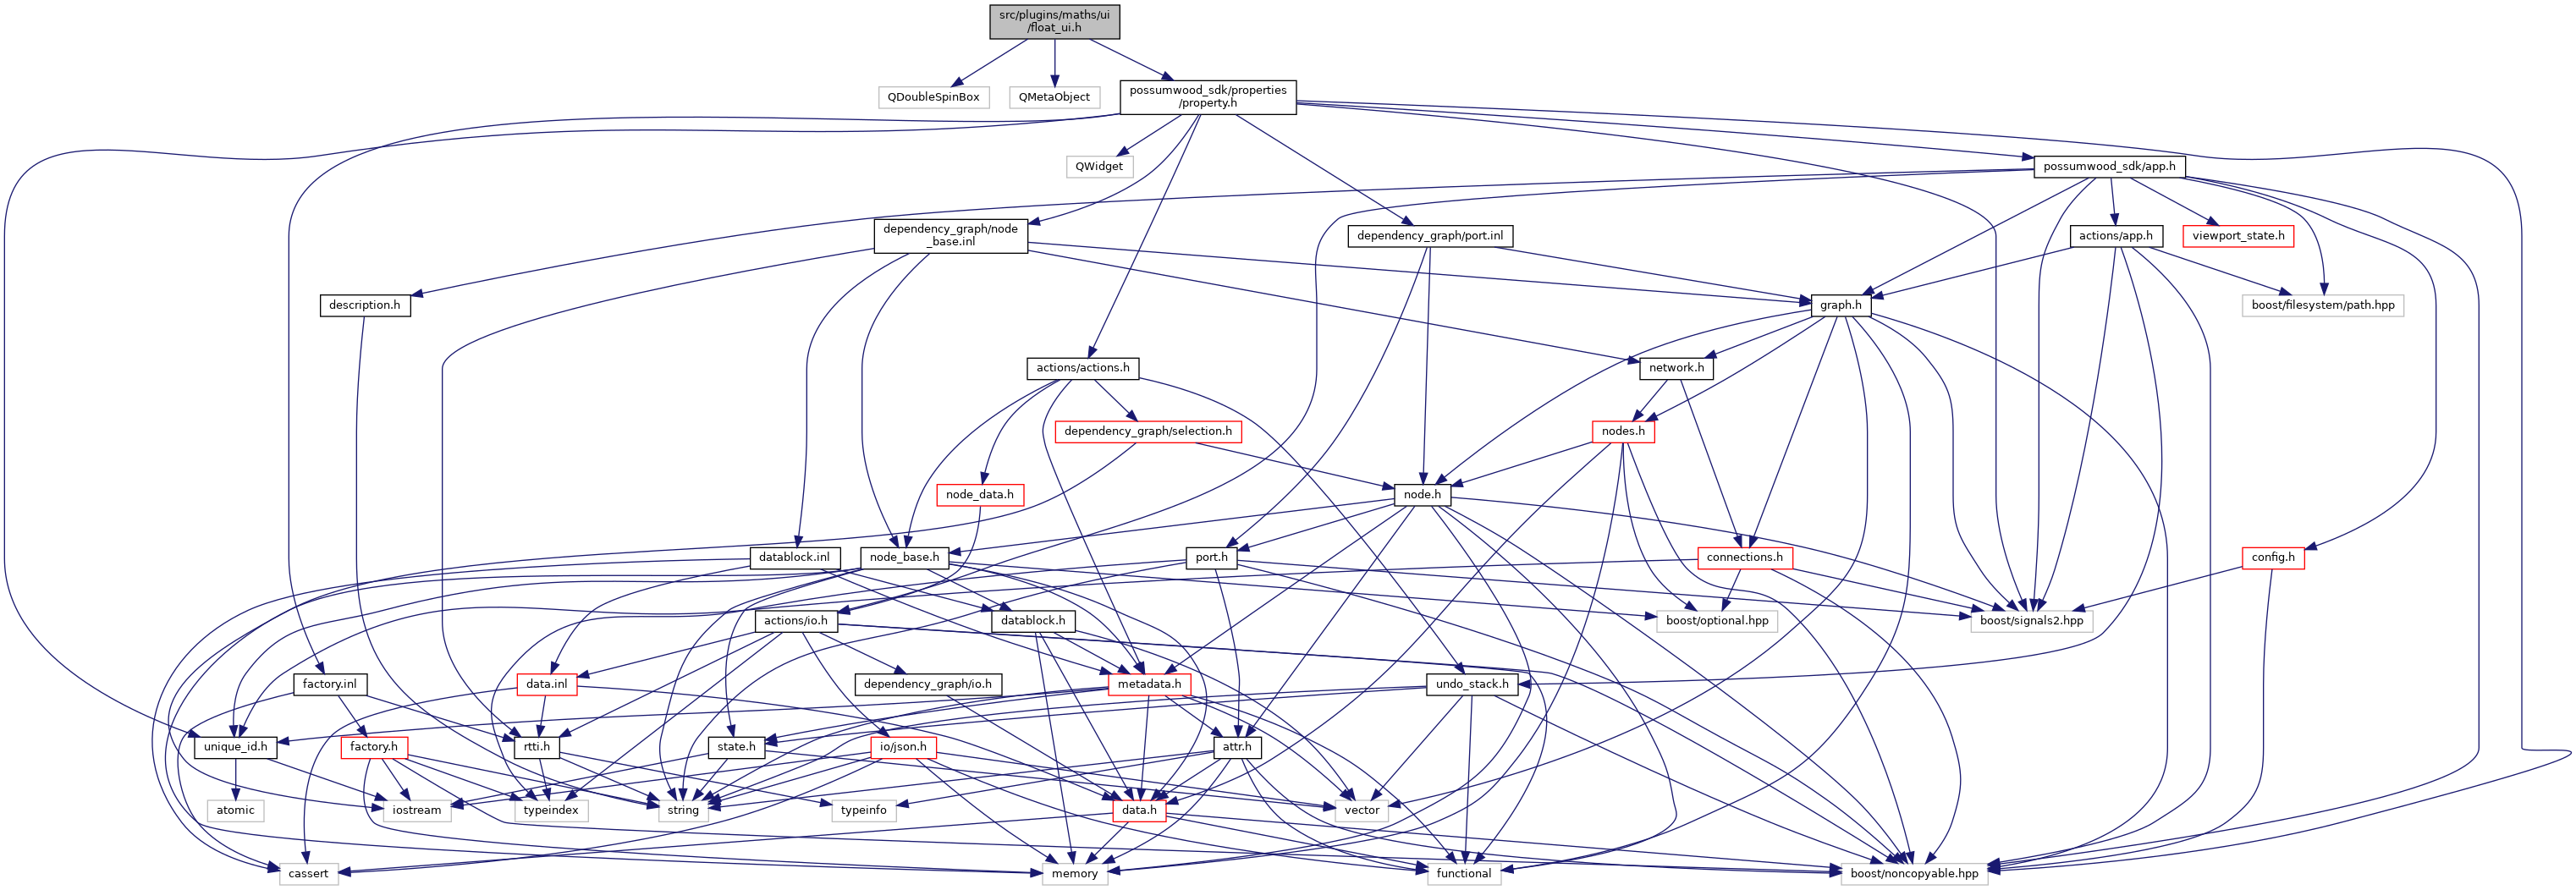 src/plugins/maths/ui
/float_ui.h
QDoubleSpinBox
QMetaObject
possumwood_sdk/properties
/property.h
QWidget
possumwood_sdk/app.h
dependency_graph/node
_base.inl
dependency_graph/port.inl
actions/app.h
viewport_state.h
description.h
graph.h
boost/filesystem/path.hpp
actions/actions.h
network.h
dependency_graph/selection.h
nodes.h
node_data.h
node.h
datablock.inl
node_base.h
port.h
connections.h
config.h
actions/io.h
datablock.h
boost/optional.hpp
boost/signals2.hpp
factory.inl
data.inl
dependency_graph/io.h
metadata.h
undo_stack.h
unique_id.h
factory.h
rtti.h
state.h
io/json.h
attr.h
atomic
iostream
typeindex
string
typeinfo
data.h
vector
cassert
memory
functional
boost/noncopyable.hpp